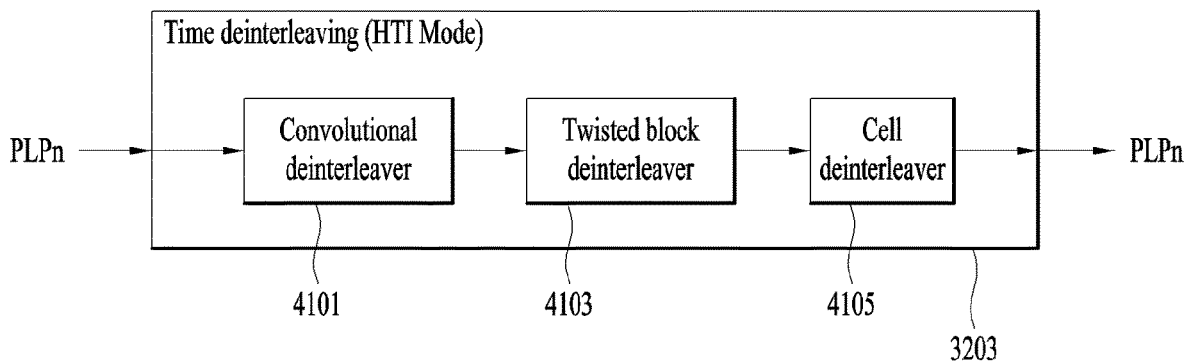 Time deinterleaving (HTI Mode)
PLPn
Convolutional
deinterleaver
Twisted block
deinterleaver
Cell
deinterleaver
PLPn
4101
4103
4105
3203